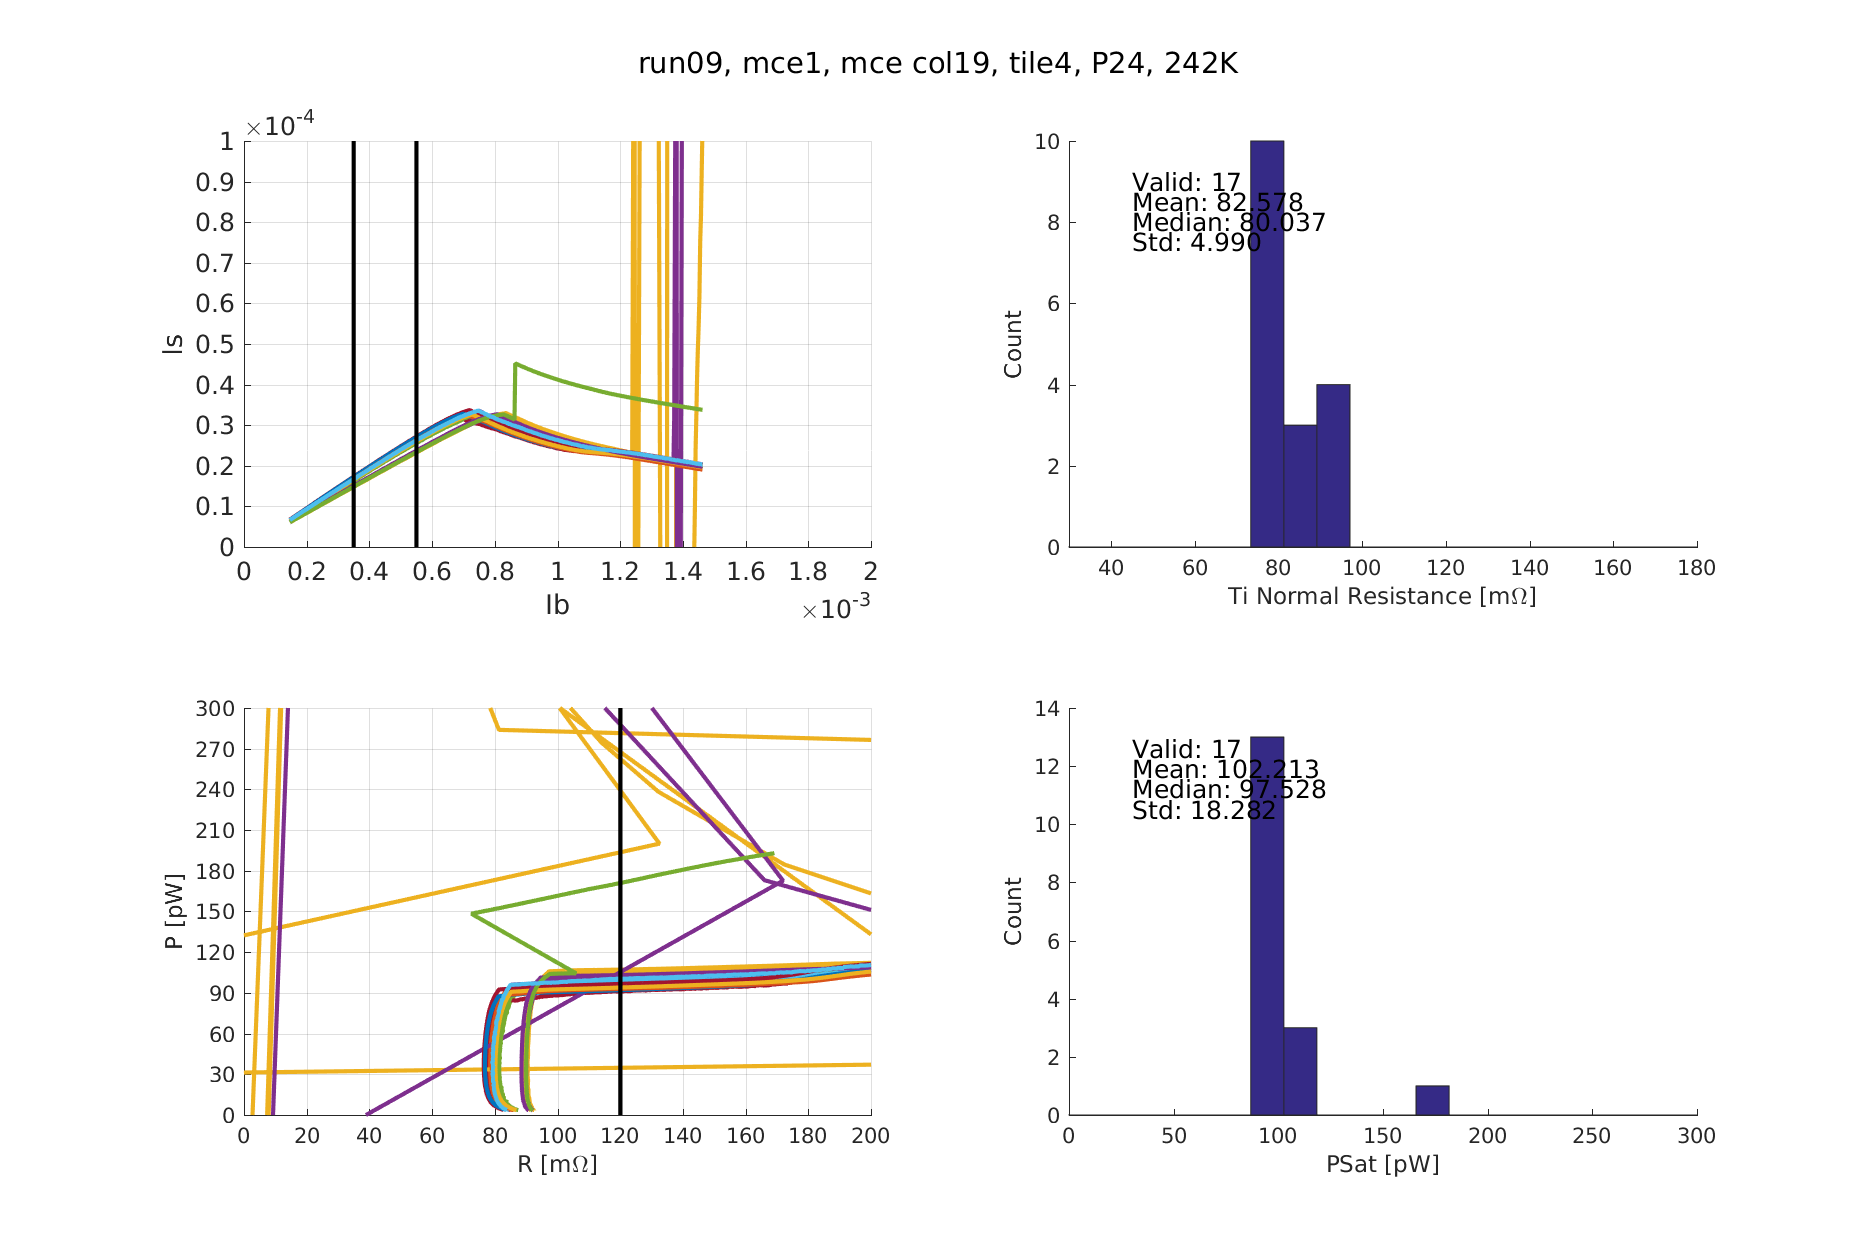 run09, mce1, mce col19, tile4, P24, 242K
×10-4
1
0.9
0.8
0.7
0.6
0.5
0.4
0.3
0.2
0.1
0
Is
0 0.2 0.4 0.6 0.8 1 1.2 1.4 1.6 1.8 2
Ib
×10-3
10
8
6
4
2
0
Count
Valid: 17
Mean: 82.578
Median: 80.037
Std: 4.990
40 60 80 100 120 140 160 180
Ti Normal Resistance [mΩ]
300
270
240
210
180
150
120
90
60
30
0
P [pW]
0 20 40 60 80 100 120 140 160 180 200
R [mΩ]
14
12
10
8
6
4
2
0
Count
Valid: 17
Mean: 102.213
Median: 97.528
Std: 18.282
0 50 100 150 200 250 300
PSat [pW]